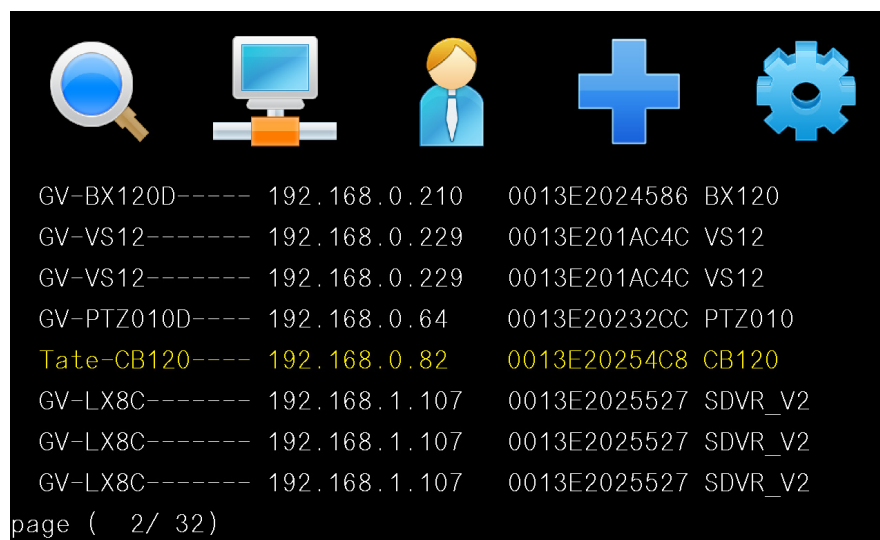 GV-BX120D----- 192.168.0.210 0013E2024586 BX120
GV-VS12------- 192.168.0.229 0013E201AC4C VS12
GV-VS12------- 192.168.0.229 0013E201AC4C VS12
GV-PTZ010D---- 192.168.0.64 0013E20232CC PTZ010
Tate-CB120---- 192.168.0.82 0013E20254C8 CB120
GV-LX8C------- 192.168.1.107 0013E2025527 SDVR_V2
GV-LX8C------- 192.168.1.107 0013E2025527 SDVR_V2
GV-LX8C------- 192.168.1.107 0013E2025527 SDVR_V2
page ( 2/ 32)